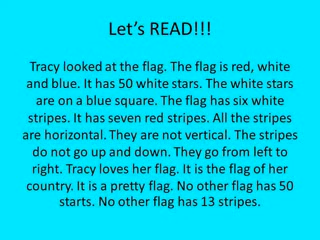 Let's READ!!!
Tracy looked at the flag. The flag is red, white
and blue. It has 50 white stars. The white stars
are on a blue square. The flag has six white
stripes. It has seven red stripes. All the stripes
are horizontal. They are not vertical. The stripes
do not go up and down. They go from left to
right. Tracy loves her flag. It is the flag of her
country. It is a pretty flag. No other flag has 50
starts. No other flag has 13 stripes.